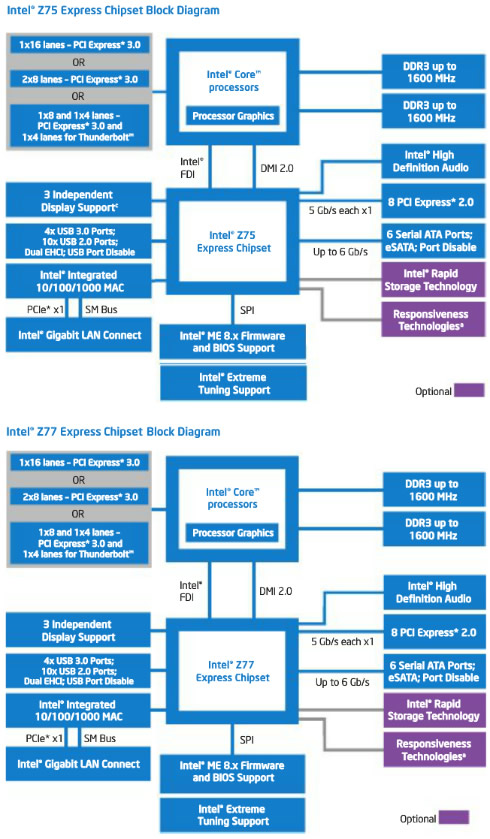 Intel® Z75 Express Chipset Block Diagram
1x16 lanes – PCI Express* 3.0
OR
2x8 lanes – PCI Express* 3.0
OR
1x8 and 1x4 lanes –
PCI Express* 3.0 and
1x4 lanes for Thunderbolt™
Intel® Core™
processors
Processor Graphics
DDR3 up to
1600 MHz
DDR3 up to
1600 MHz
Intel®
FDI
DMI 2.0
Intel® High
Definition Audio
3 Independent
Display Support
5 Gb/s each x1
8 PCI Express* 2.0
Intel® Z75
Express Chipset
4x USB 3.0 Ports;
10x USB 2.0 Ports;
Dual EHCI; USB Port Disable
Up to 6 Gb/s
6 Serial ATA Ports;
eSATA; Port Disable
Intel® Integrated
10/100/1000 MAC
Intel® Rapid
Storage Technology
PCIe* x1
SM Bus
SPI
Responsiveness
Technologies
Intel® Gigabit LAN Connect
Intel® ME 8.x Firmware
and BIOS Support
Intel® Extreme
Tuning Support
Optional
Intel® Z77 Express Chipset Block Diagram
1x16 lanes – PCI Express* 3.0
OR
2x8 lanes – PCI Express* 3.0
OR
1x8 and 1x4 lanes –
PCI Express* 3.0 and
1x4 lanes for Thunderbolt™
Intel® Core™
processors
Processor Graphics
DDR3 up to
1600 MHz
DDR3 up to
1600 MHz
Intel®
FDI
DMI 2.0
Intel® High
Definition Audio
3 Independent
Display Support
5 Gb/s each x1
8 PCI Express* 2.0
Intel® Z77
Express Chipset
4x USB 3.0 Ports;
10x USB 2.0 Ports;
Dual EHCI; USB Port Disable
Up to 6 Gb/s
6 Serial ATA Ports;
eSATA; Port Disable
Intel® Integrated
10/100/1000 MAC
Intel® Rapid
Storage Technology
PCIe* x1
SM Bus
SPI
Responsiveness
Technologies
Intel® Gigabit LAN Connect
Intel® ME 8.x Firmware
and BIOS Support
Intel® Extreme
Tuning Support
Optional